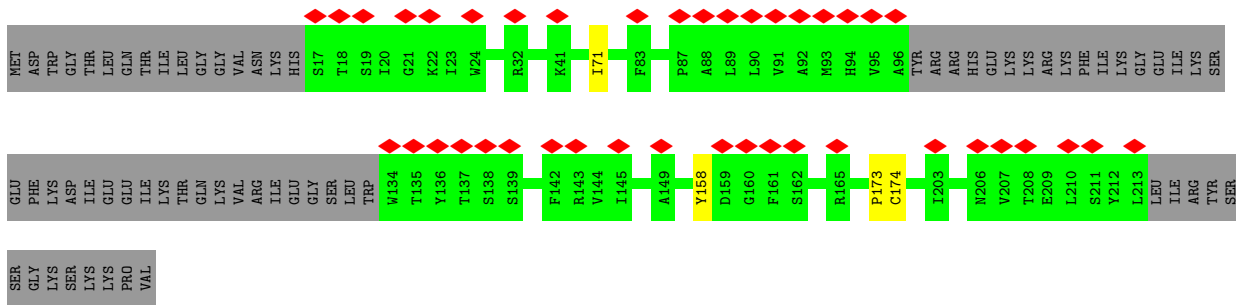 MET ASP TRP GLY THR LEU GLN THR ILE LEU GLY GLY VAL ASN LYS HIS S17 T18 S19 I20 G21 K22 I23 W24 R32 K41 I71 F83 P87 A88 L89 L90 V91 A92 M93 H94 V95 A96 TYR ARG ARG HIS GLU LYS LYS ARG LYS PHE ILE LYS GLY GLU ILE LYS SER
GLU PHE LYS ASP ILE GLU GLU ILE LYS THR GLN LYS VAL ARG ILE GLU GLY SER LEU TRP W134 T135 Y136 T137 S138 S139 F142 R143 V144 I145 A149 Y158 D159 G160 F161 S162 R165 P173 C174 I203 N206 V207 T208 E209 L210 S211 Y212 L213 LEU ILE ARG TYR SER
SER GLY LYS SER LYS LYS PRO VAL